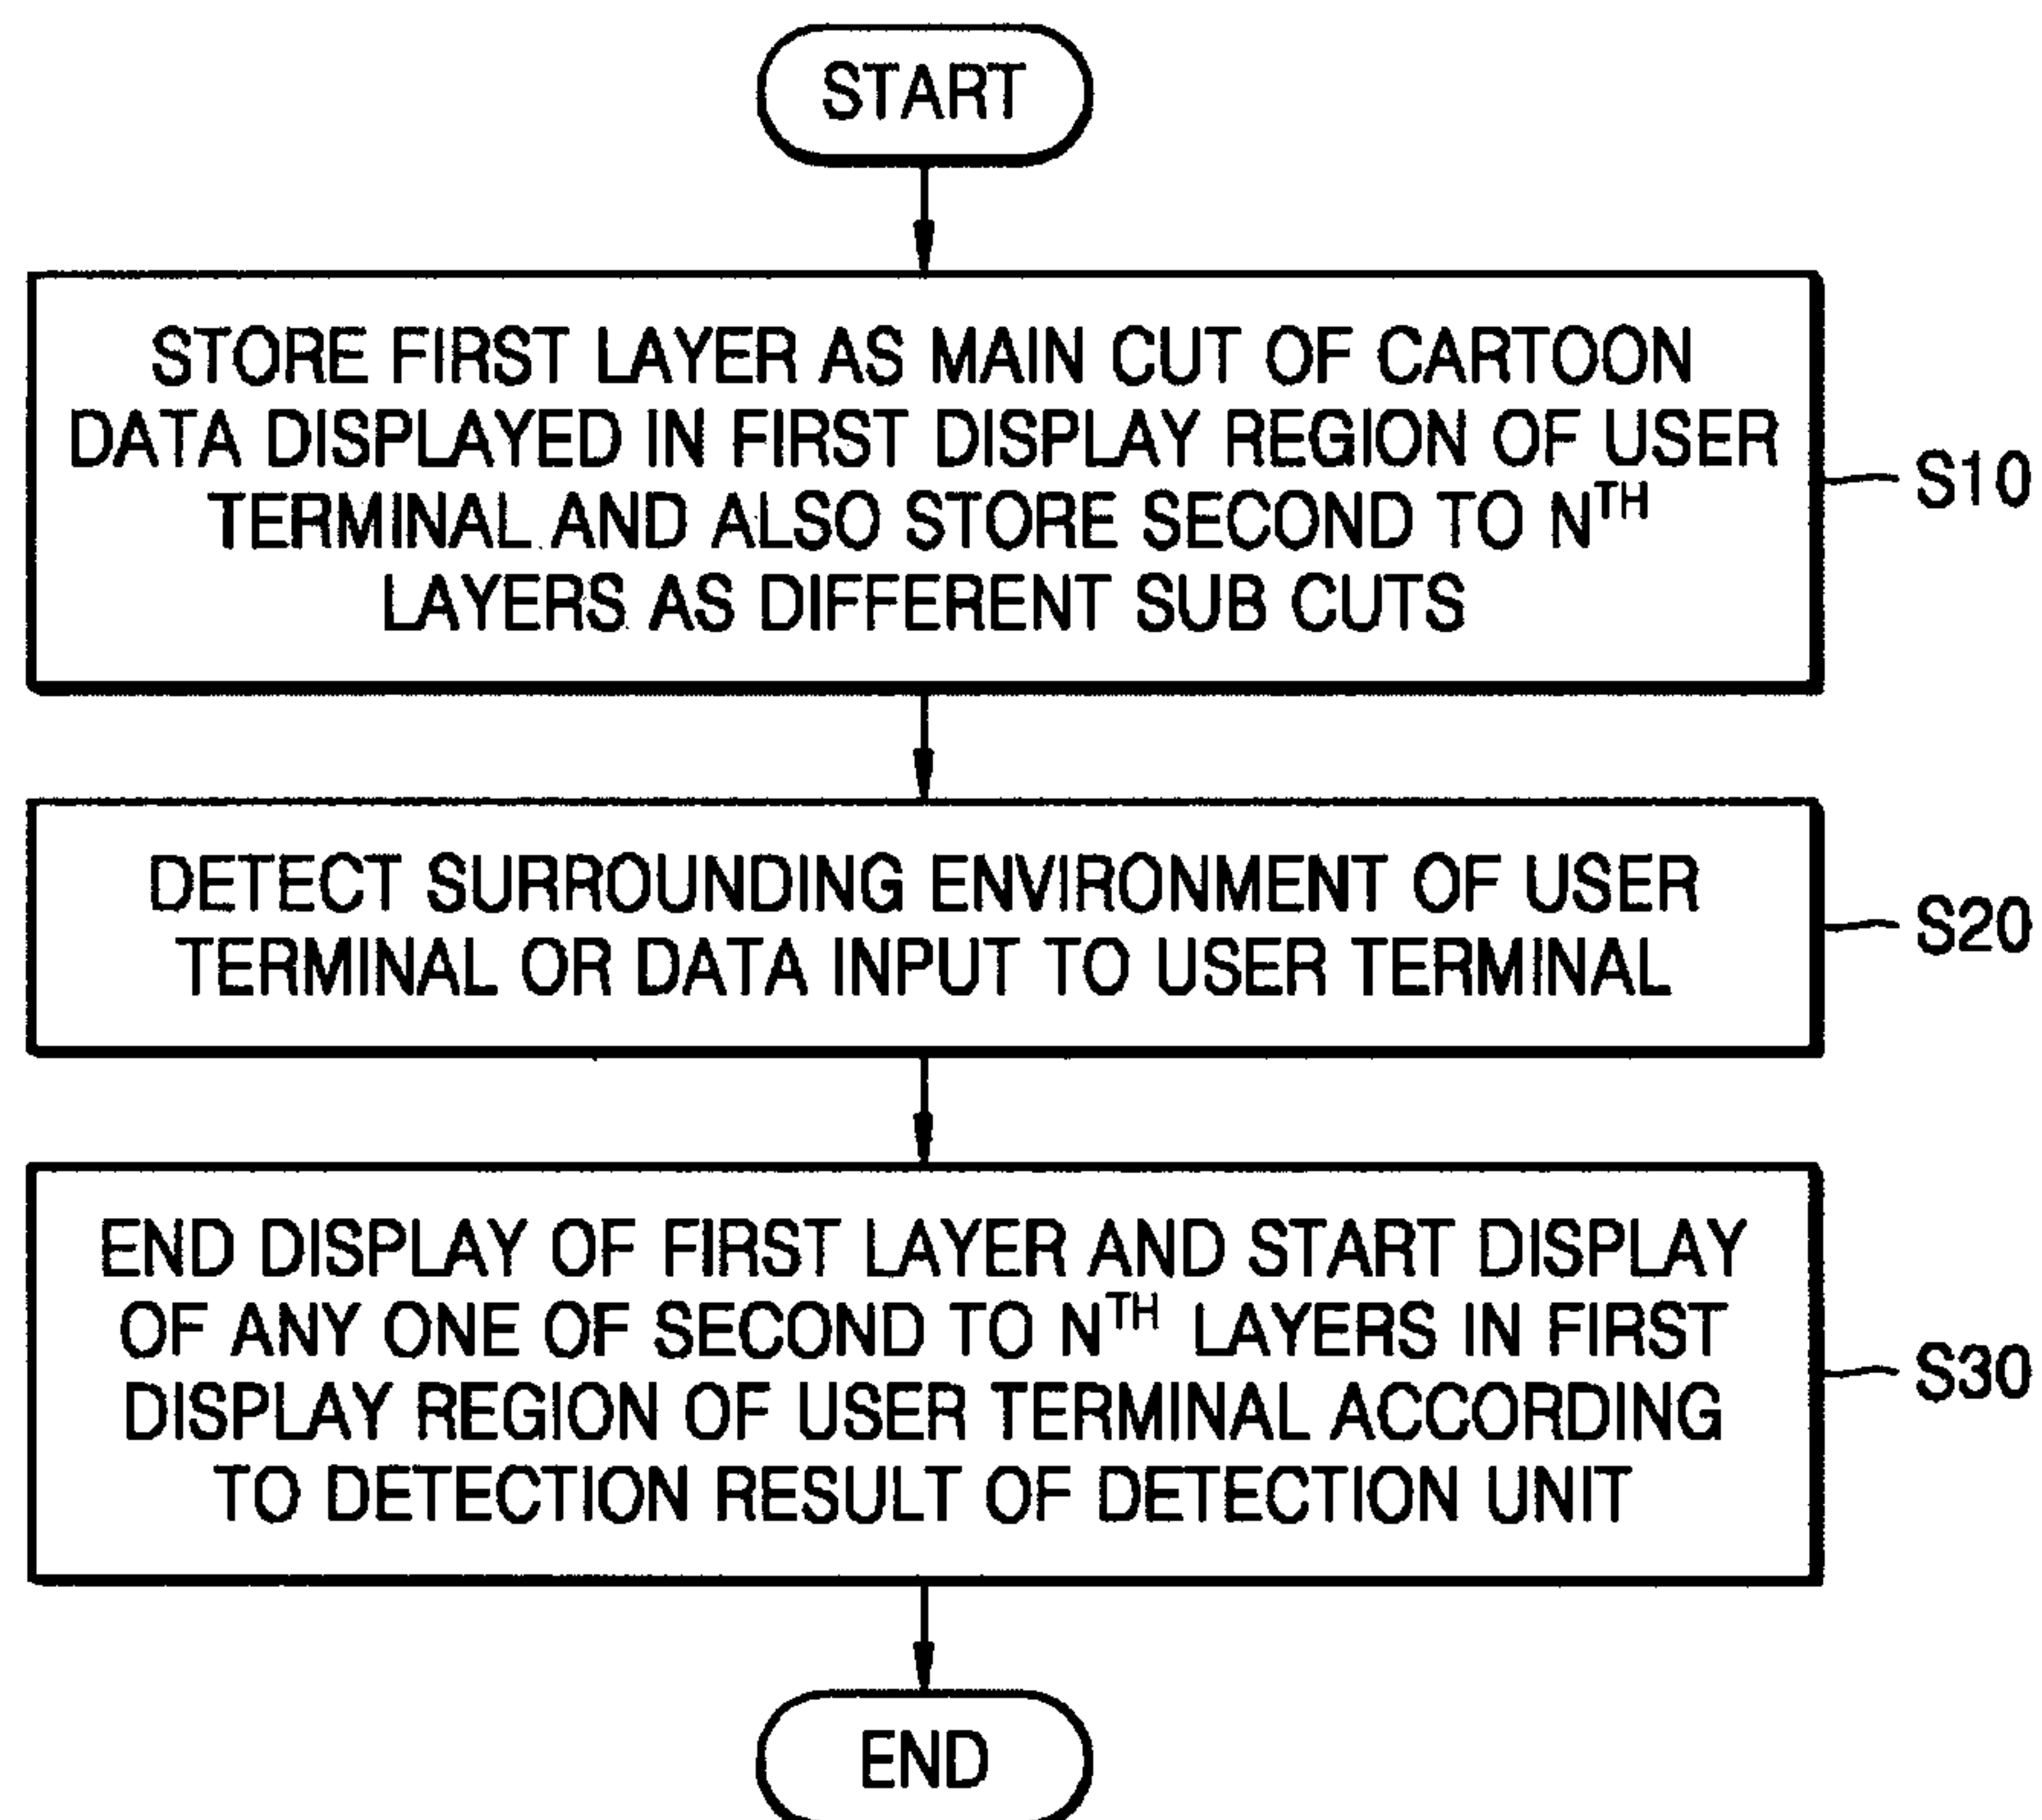 START
STORE FIRST LAYER AS MAIN CUT OF CARTOON
DATA DISPLAYED IN FIRST DISPLAY REGION OF USER
TERMINAL AND ALSO STORE SECOND TO NTH
LAYERS AS DIFFERENT SUB CUTS
S10
DETECT SURROUNDING ENVIRONMENT OF USER
TERMINAL OR DATA INPUT TO USER TERMINAL
S20
END DISPLAY OF FIRST LAYER AND START DISPLAY
OF ANY ONE OF SECOND TO NTH LAYERS IN FIRST
DISPLAY REGION OF USER TERMINAL ACCORDING
TO DETECTION RESULT OF DETECTION UNIT
S30
END